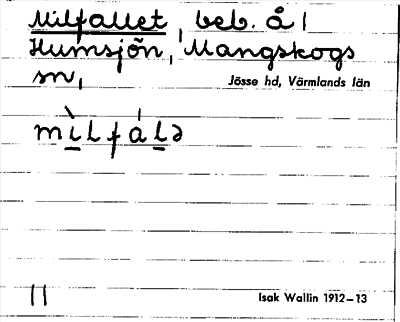 Milfallet, beb. å
Humsjön, Mangskogs
sn,
Jösse hd, Värmlands län
mìlfálə
11
Isak Wallin 1912–13